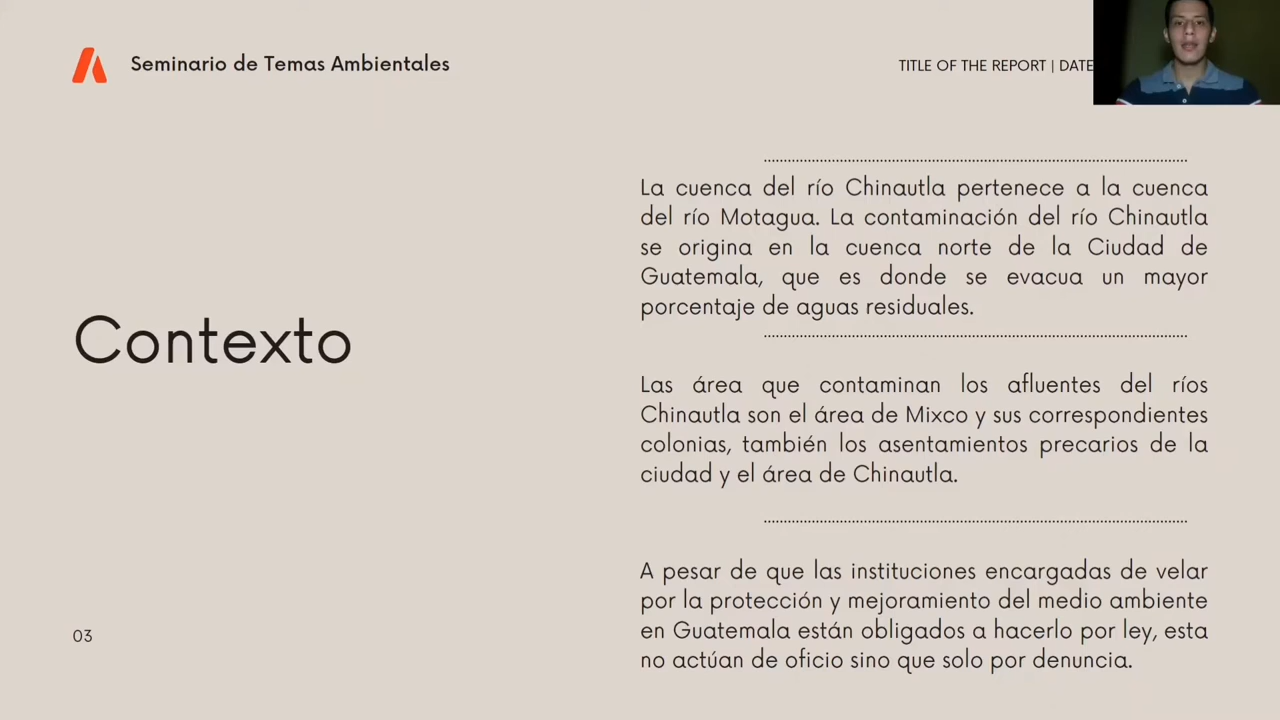 Seminario de Temas Ambientales
TITLE OF THE REPORT | DATE
Contexto
La cuenca del río Chinautla pertenece a la cuenca
del río Motagua. La contaminación del río Chinautla
se origina en la cuenca norte de la Ciudad de
Guatemala, que es donde se evacua un mayor
porcentaje de aguas residuales.
Las área que contaminan los afluentes del ríos
Chinautla son el área de Mixco y sus correspondientes
colonias, también los asentamientos precarios de la
ciudad y el área de Chinautla.
A pesar de que las instituciones encargadas de velar
por la protección y mejoramiento del medio ambiente
en Guatemala están obligados a hacerlo por ley, esta
no actúan de oficio sino que solo por denuncia.
03